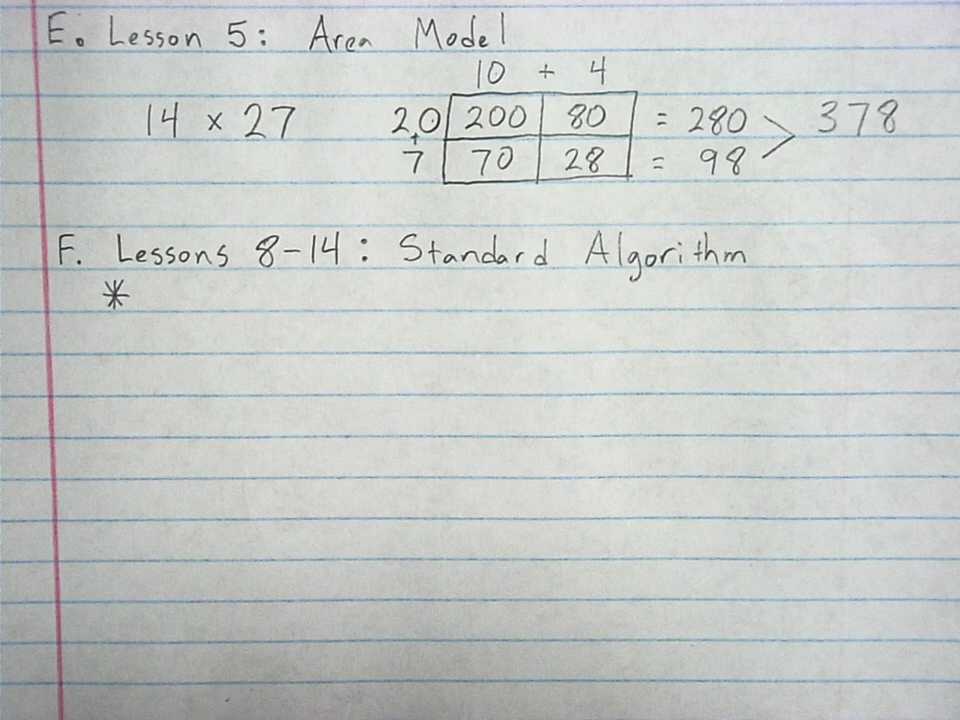 E. Lesson 5: Area Model
10 + 4
14 x 27 20 200 80 = 280 > 378
+
7 70 28 = 98
F. Lessons 8-14: Standard Algorithm
*